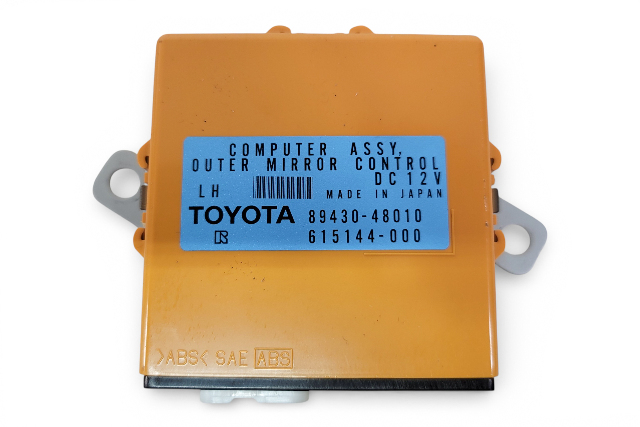 COMPUTER ASSY,
OUTER MIRROR CONTROL
LH DC12V
MADE IN JAPAN
TOYOTA 89430-48010
R 615144-000
>ABS< SAE ABS